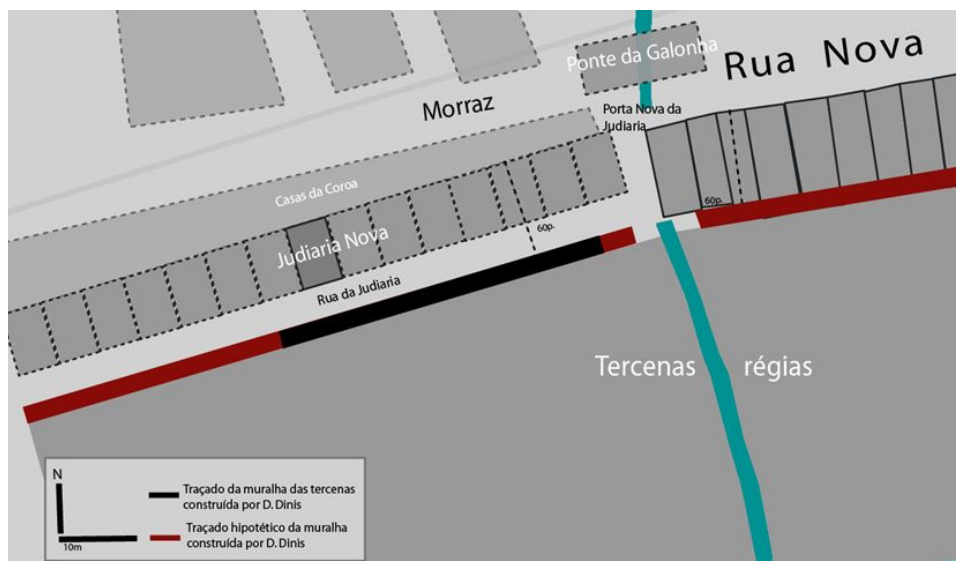 Ponte da Galonha
Rua Nova
Morraz
Porta Nova da
Judiaria
Casas da Coroa
60p.
Judiaria Nova
60p.
Rua da Judiaria
Tercenas régias
N
Traçado da muralha das tercenas
construída por D. Dinis
Traçado hipotético da muralha
construída por D. Dinis
10m